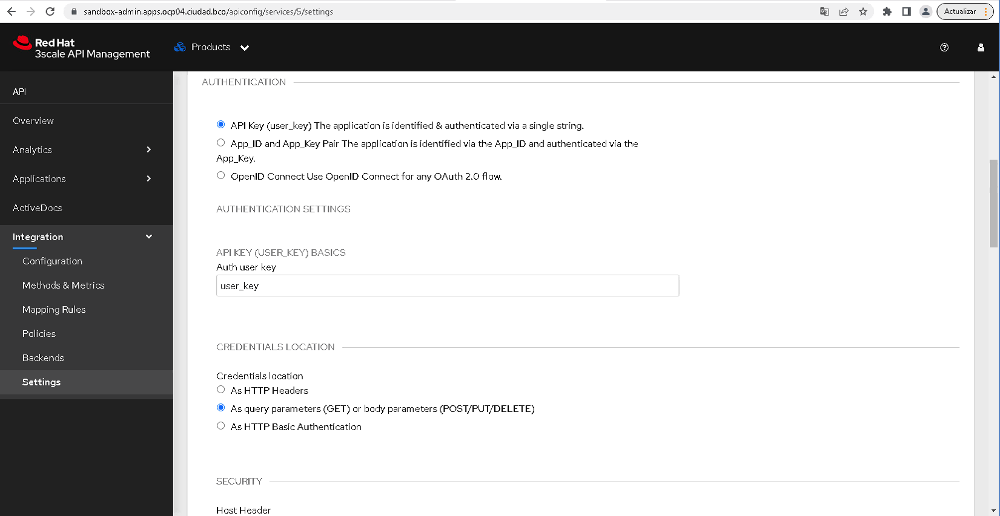 sandbox-admin.apps.ocp04.ciudad.bco/apiconfig/services/5/settings
Actualizar
Red Hat
3scale API Management
Products
API
Overview
Analytics
Applications
ActiveDocs
Integration
Configuration
Methods & Metrics
Mapping Rules
Policies
Backends
Settings
AUTHENTICATION
API Key (user_key) The application is identified & authenticated via a single string.
App_ID and App_Key Pair The application is identified via the App_ID and authenticated via the
App_Key.
OpenID Connect Use OpenID Connect for any OAuth 2.0 flow.
AUTHENTICATION SETTINGS
API KEY (USER_KEY) BASICS
Auth user key
user_key
CREDENTIALS LOCATION
Credentials location
As HTTP Headers
As query parameters (GET) or body parameters (POST/PUT/DELETE)
As HTTP Basic Authentication
SECURITY
Host Header